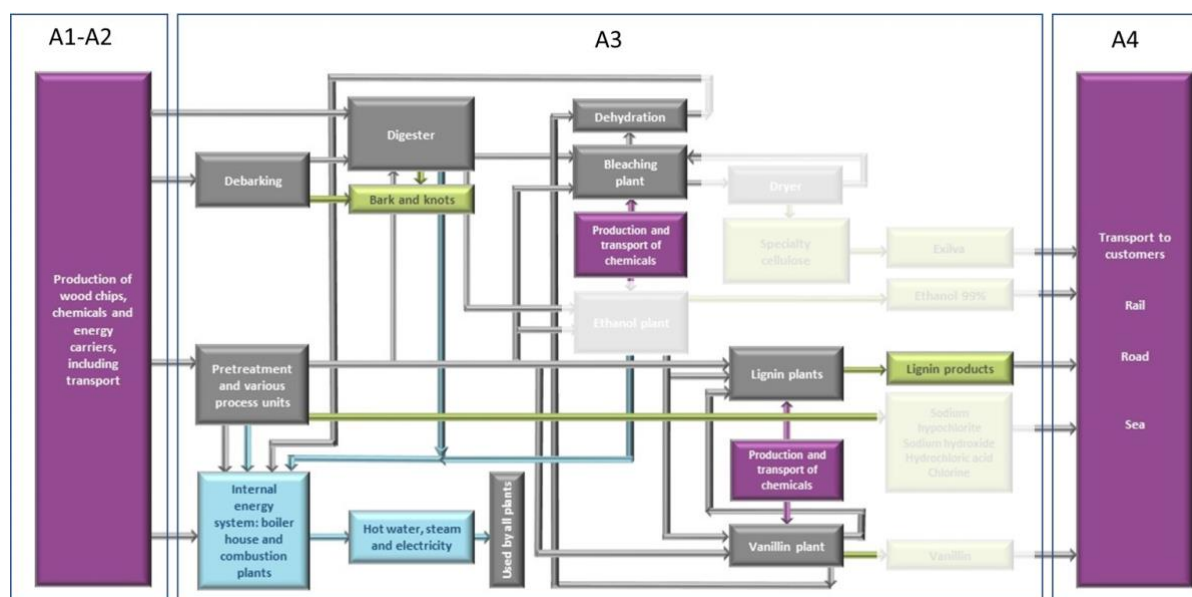 A1-A2
A3
A4
Production of
wood chips,
chemicals and
energy
carriers,
including
transport
Debarking
Digester
Bark and knots
Dehydration
Bleaching
plant
Production and
transport of
chemicals
Ethanol plant
Dryer
Specialty
cellulose
Exilva
Ethanol 99%
Pretreatment
and various
process units
Lignin plants
Lignin products
Sodium
hypochlorite
Sodium hydroxide
Hydrochloric acid
Chlorine
Production and
transport of
chemicals
Internal
energy
system: boiler
house and
combustion
plants
Hot water, steam
and electricity
Used by all plants
Vanillin plant
Vanillin
Transport to
customers
Rail
Road
Sea